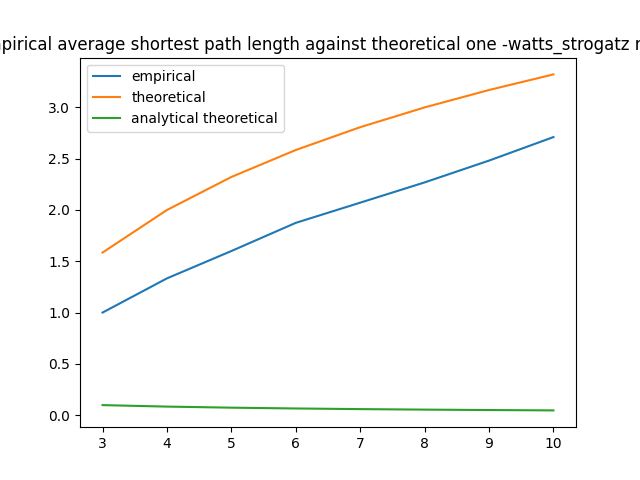 average shortest path length against theoretical one -watts_strogatz
empirical
theoretical
analytical theoretical
3.0
2.5
2.0
1.5
1.0
0.5
0.0
3 4 5 6 7 8 9 10